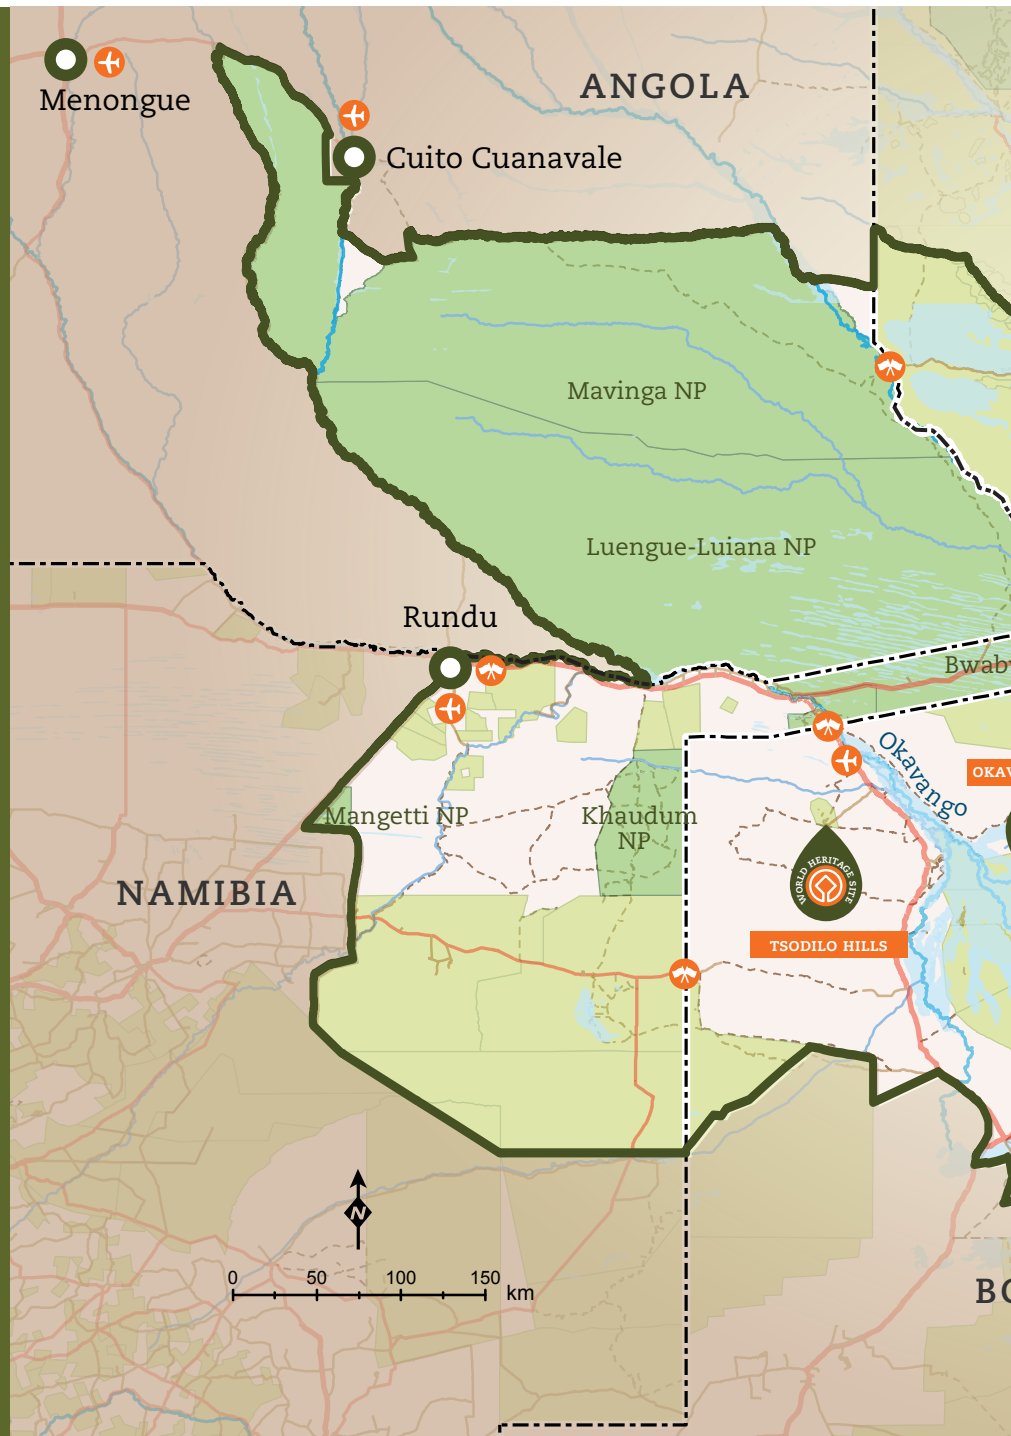 Menongue
ANGOLA
Cuito Cuanavale
Mavinga NP
Luengue-Luiana NP
Rundu
Bwab
Okavango
OKAV
Mangetti NP
Khaudum
NP
WORLD HERITAGE SITE
NAMIBIA
TSODILO HILLS
N
0 50 100 150
km
BO